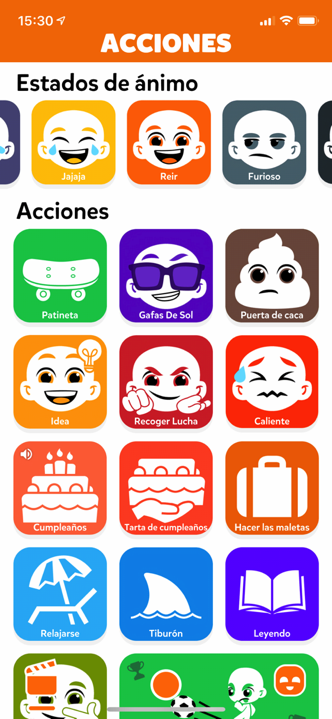 15:30
ACCIONES
Estados de ánimo
Jajaja
Reír
Furioso
Acciones
Patineta
Gafas De Sol
Puerta de caca
Idea
Recoger Lucha
Caliente
Cumpleaños
Tarta de cumpleaños
Hacer las maletas
Relajarse
Tiburón
Leyendo